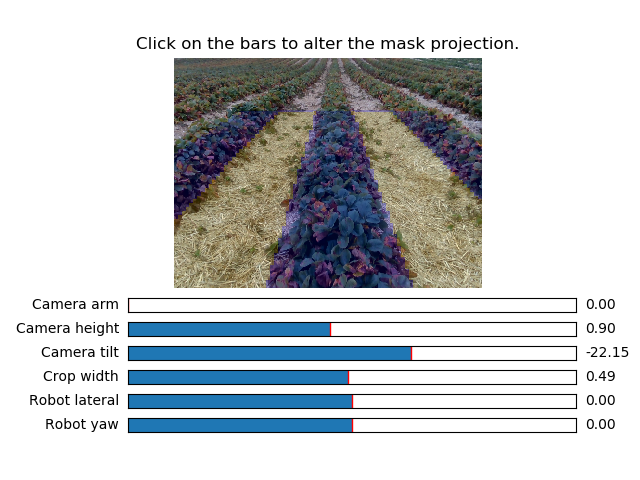 Click on the bars to alter the mask projection.
Camera arm 0.00
Camera height 0.90
Camera tilt -22.15
Crop width 0.49
Robot lateral 0.00
Robot yaw 0.00